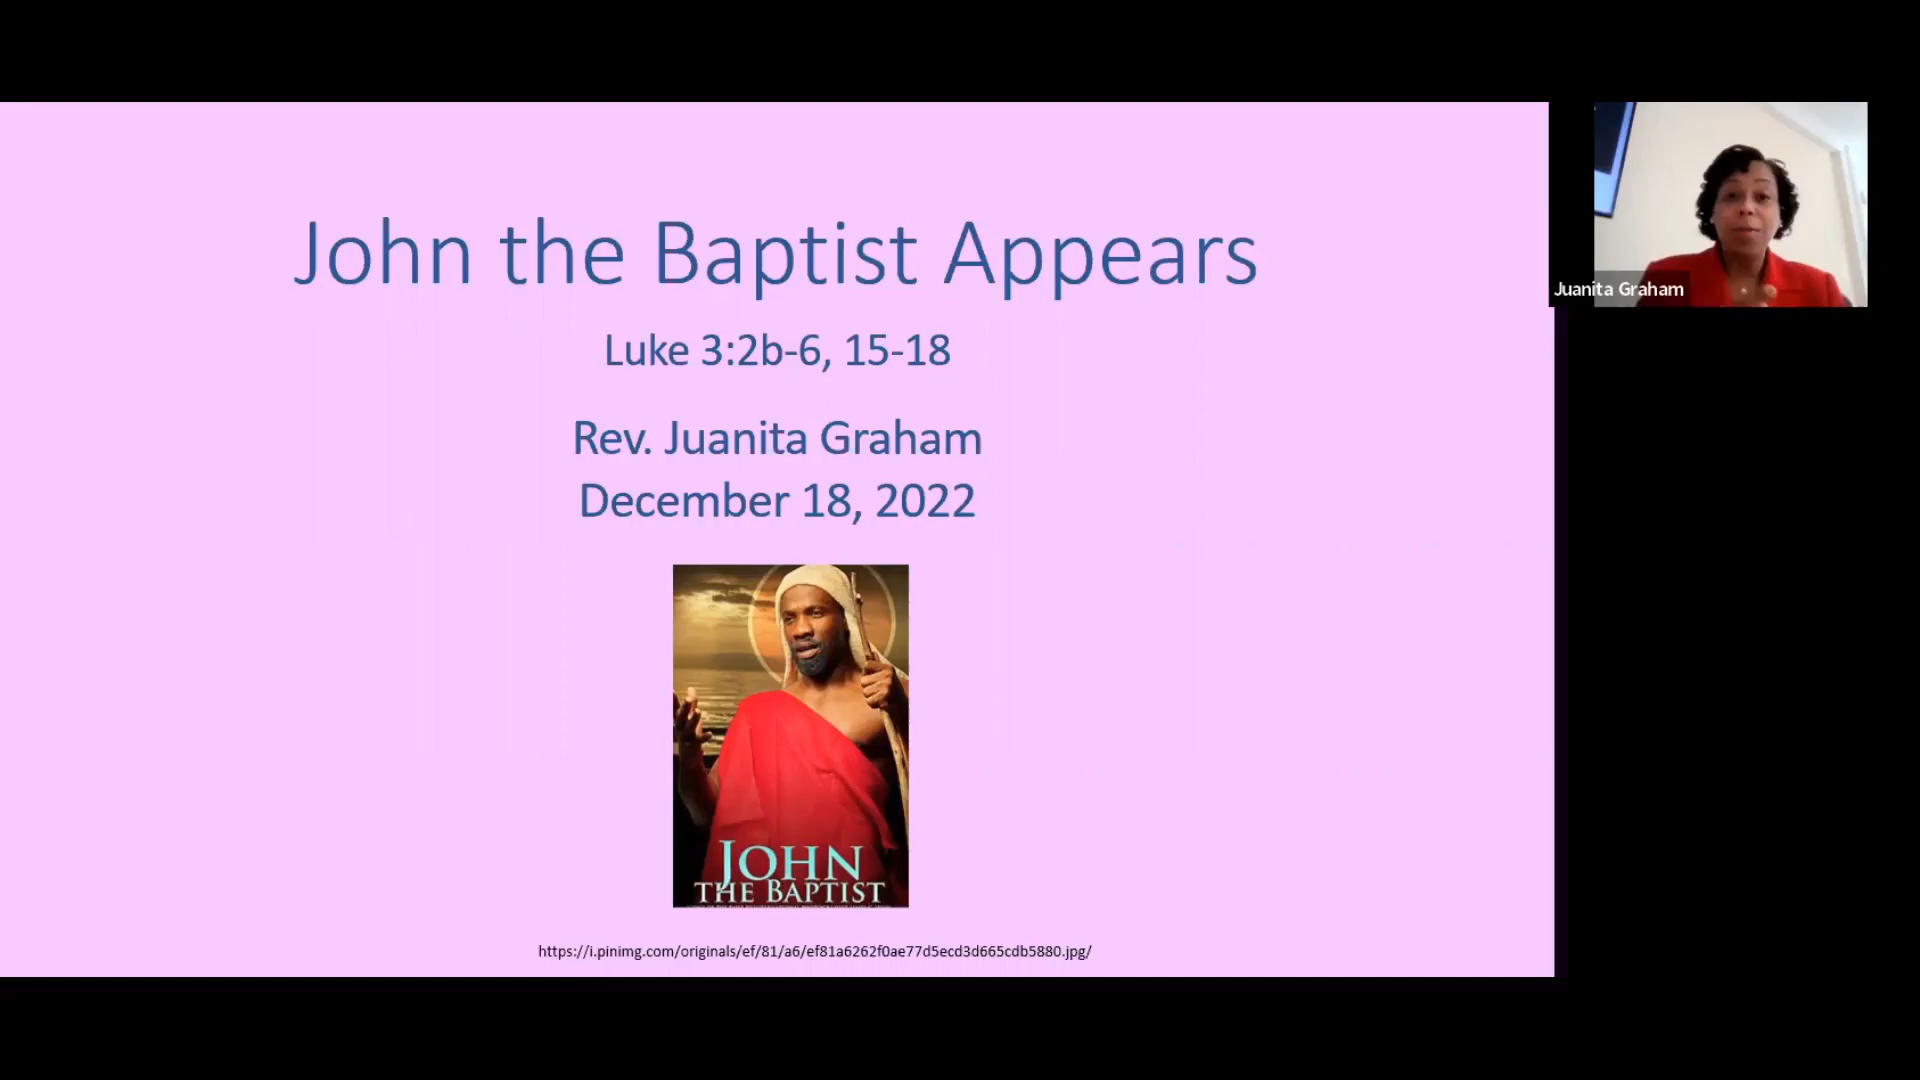 John the Baptist Appears
Luke 3:2b-6, 15-18
Rev. Juanita Graham
December 18, 2022
JOHN
THE BAPTIST
https://i.pinimg.com/originals/ef/81/a6/ef81a6262f0ae77d5ecd3d665cdb5880.jpg/
Juanita Graham